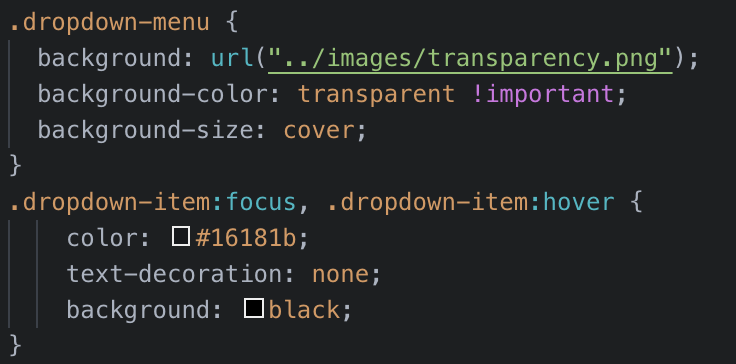 .dropdown-menu {
  background: url("../images/transparency.png");
  background-color: transparent !important;
  background-size: cover;
}
.dropdown-item:focus, .dropdown-item:hover {
    color: #16181b;
    text-decoration: none;
    background: black;
}